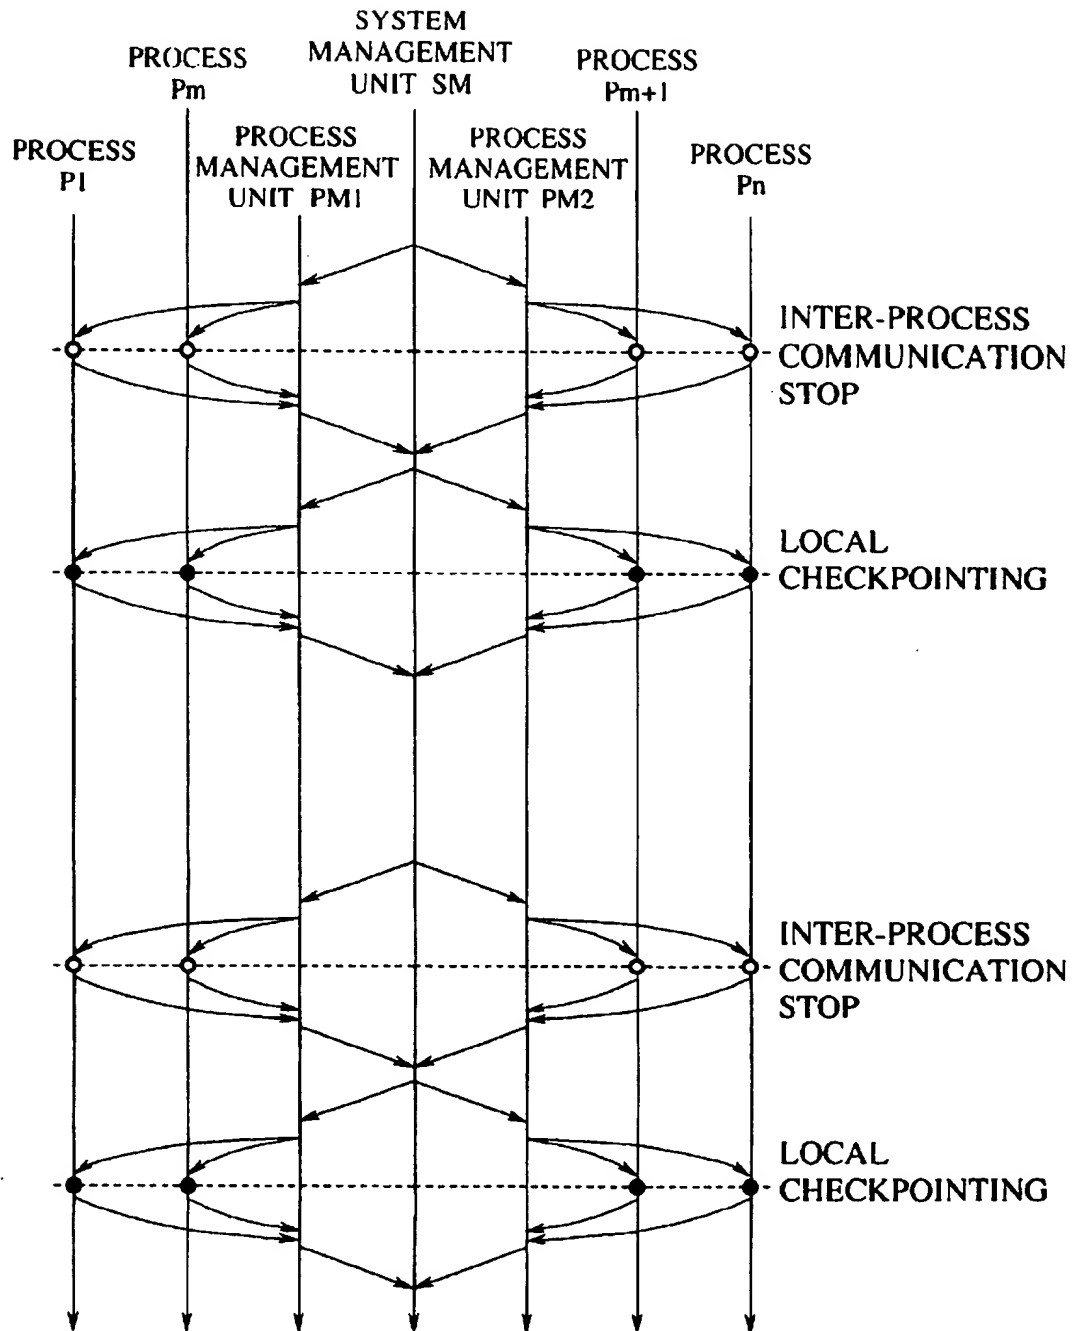 SYSTEM
MANAGEMENT
UNIT SM
PROCESS
Pm
PROCESS
Pm+1
PROCESS
P1
PROCESS
MANAGEMENT
UNIT PM1
PROCESS
MANAGEMENT
UNIT PM2
PROCESS
Pn
INTER-PROCESS
COMMUNICATION
STOP
LOCAL
CHECKPOINTING
INTER-PROCESS
COMMUNICATION
STOP
LOCAL
CHECKPOINTING